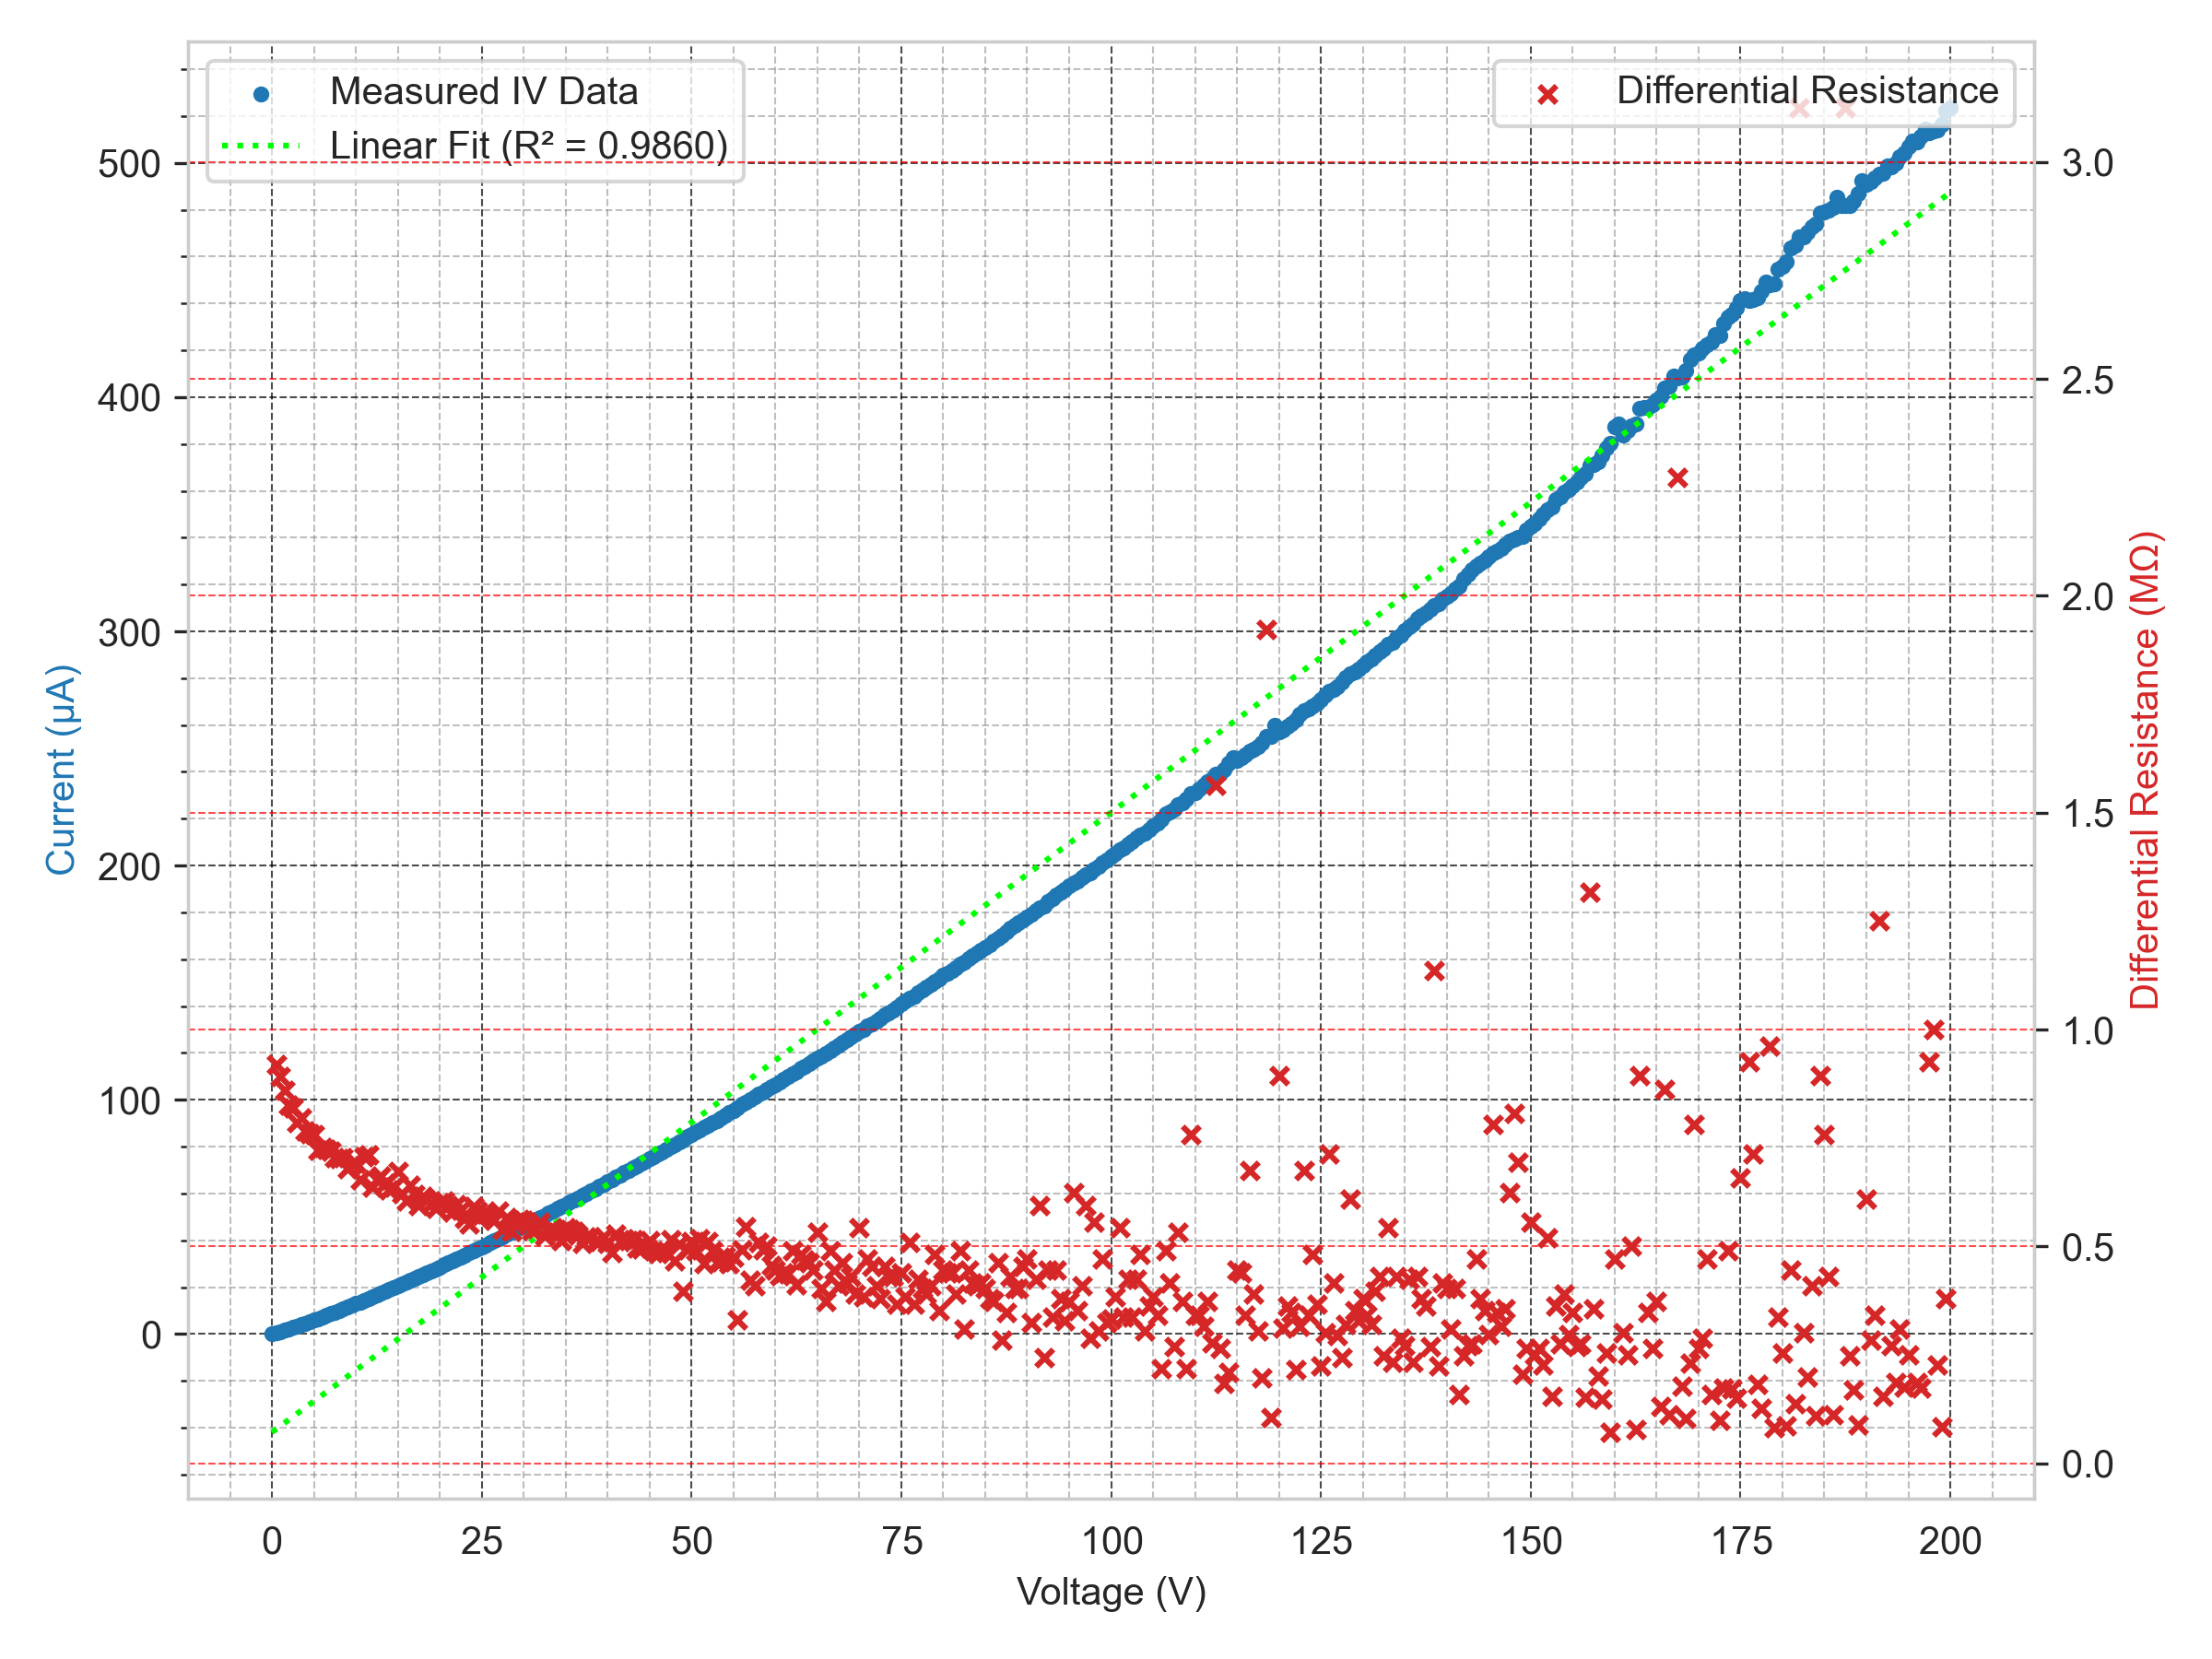 Measured IV Data
Linear Fit (R² = 0.9860)
Differential Resistance
500
400
300
200
100
0
Current (µA)
3.0
2.5
2.0
1.5
1.0
0.5
0.0
Differential Resistance (MΩ)
0 25 50 75 100 125 150 175 200
Voltage (V)